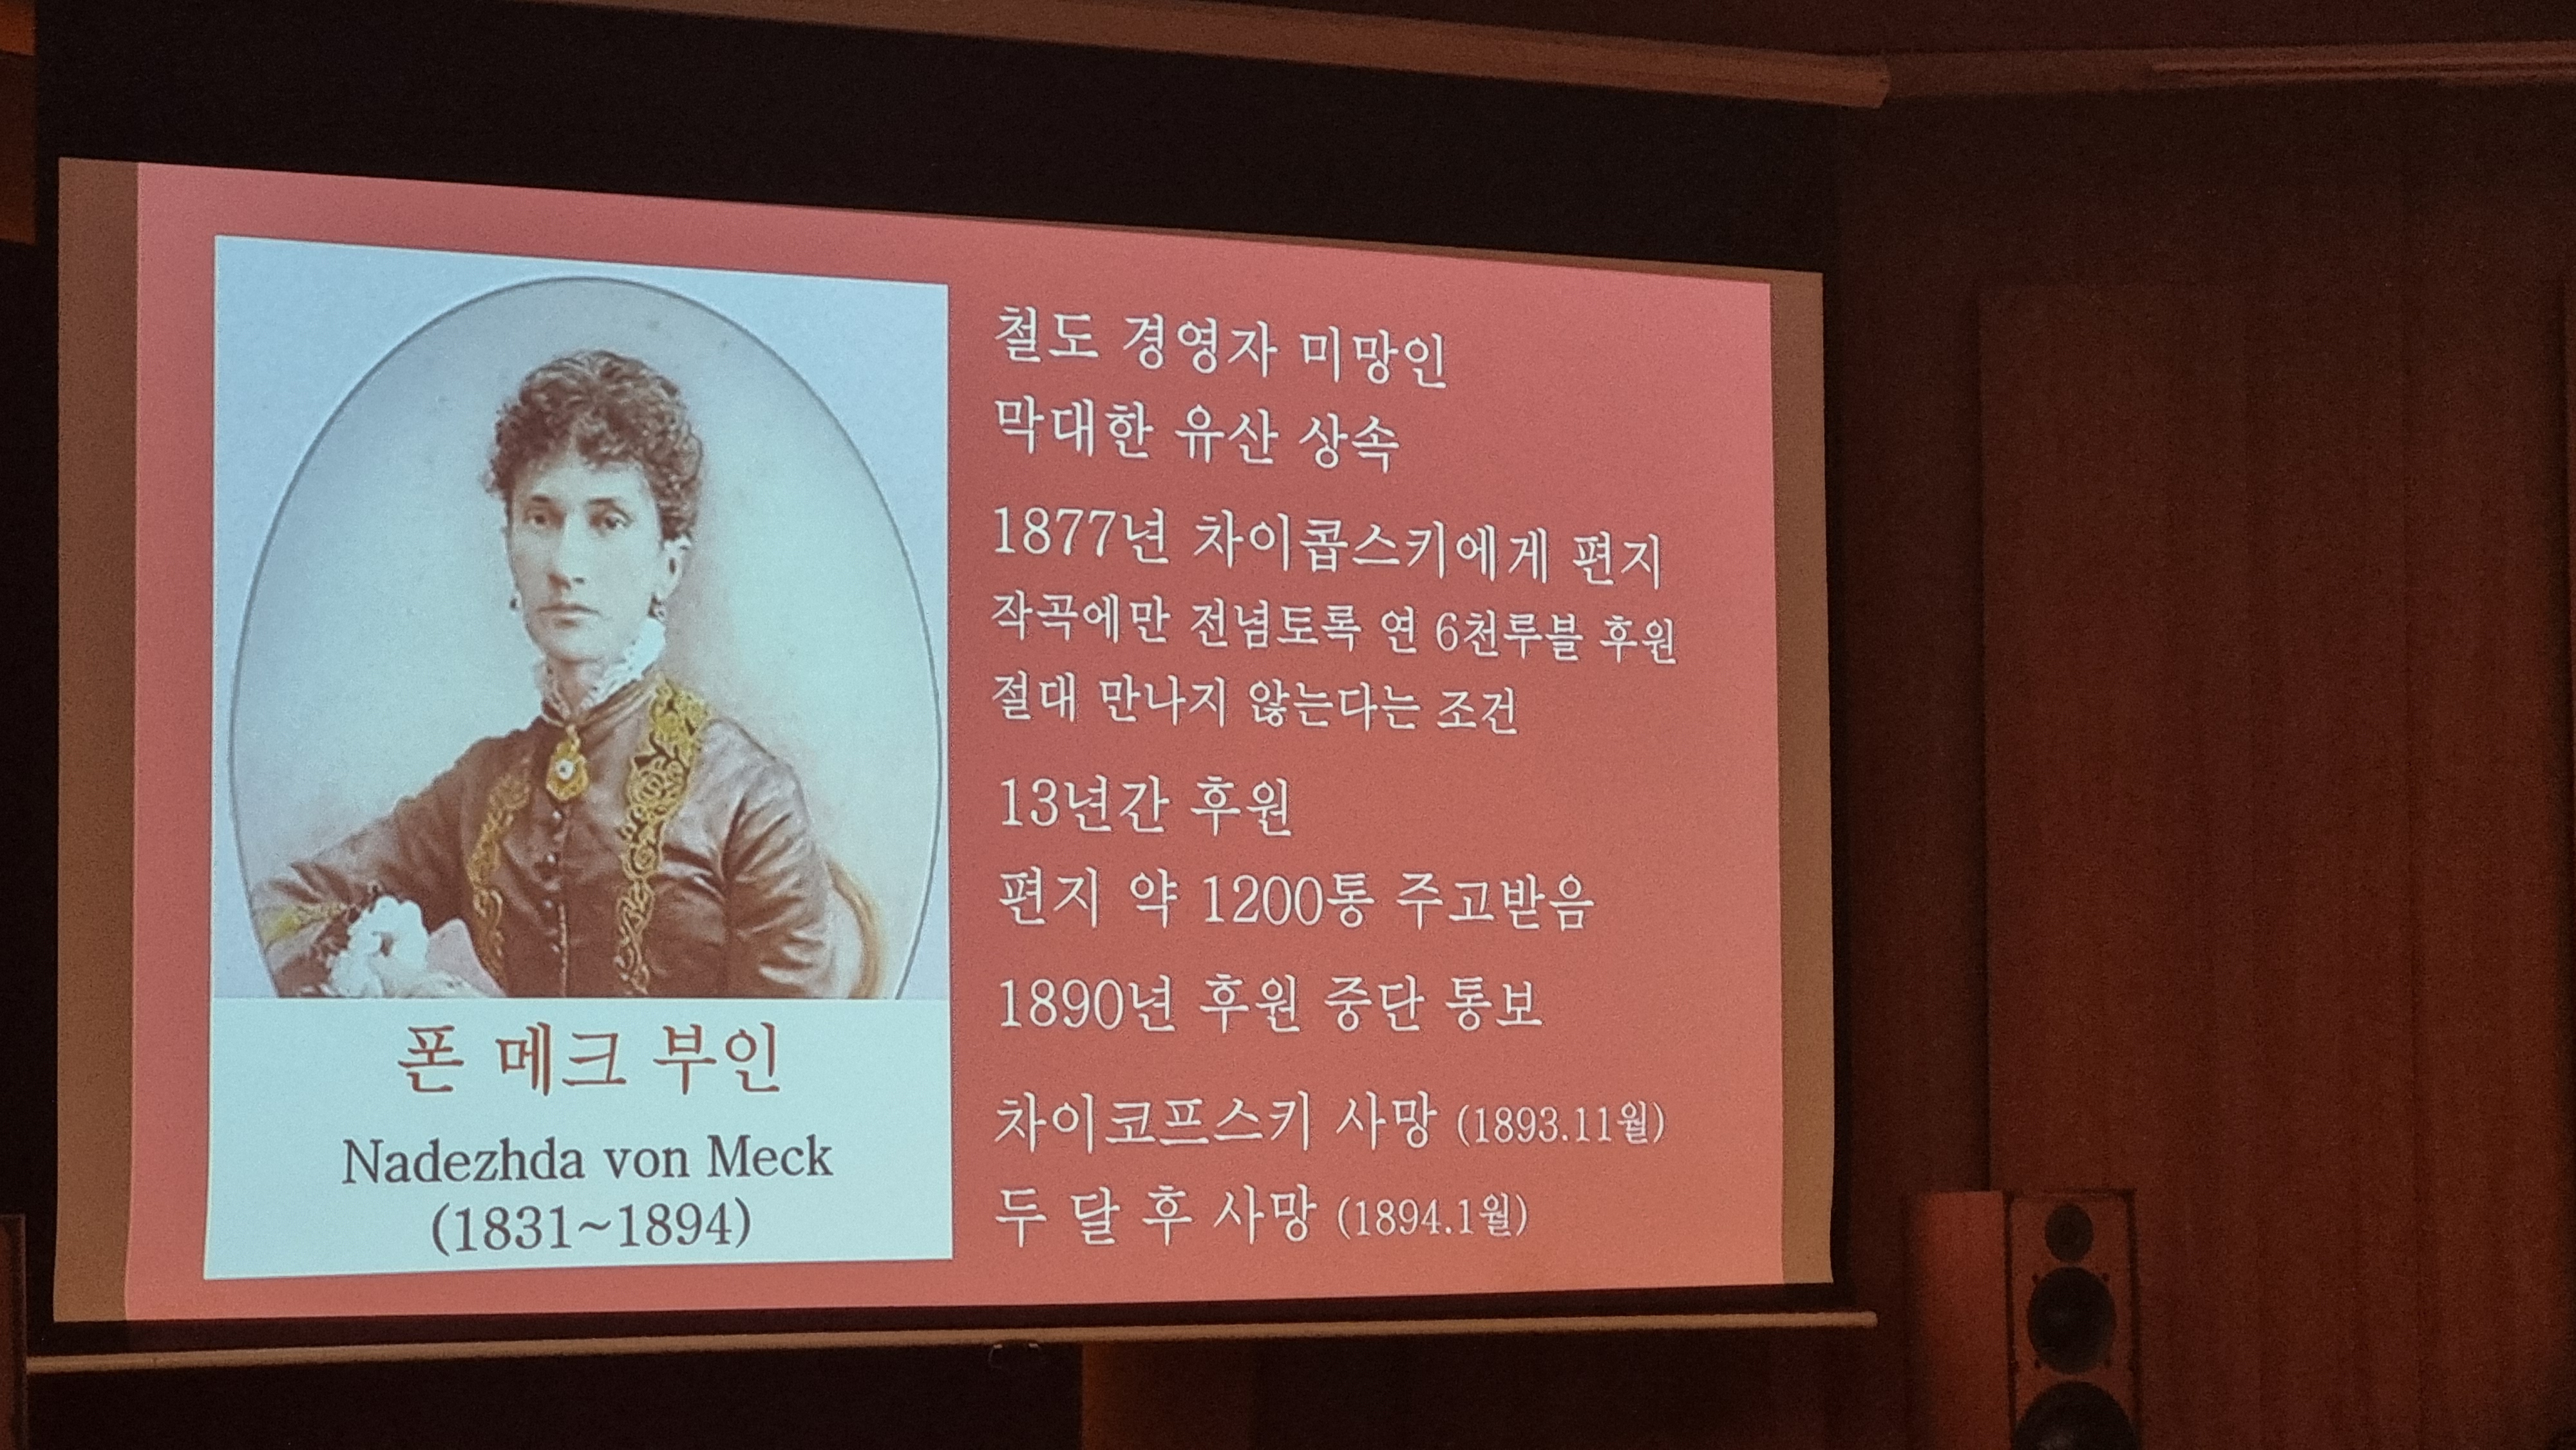 폰 메크 부인
Nadezhda von Meck
(1831~1894)
철도 경영자 미망인
막대한 유산 상속
1877년 차이콥스키에게 편지
작곡에만 전념토록 연 6천루블 후원
절대 만나지 않는다는 조건
13년간 후원
편지 약 1200통 주고받음
1890년 후원 중단 통보
차이코프스키 사망 (1893.11월)
두 달 후 사망 (1894.1월)